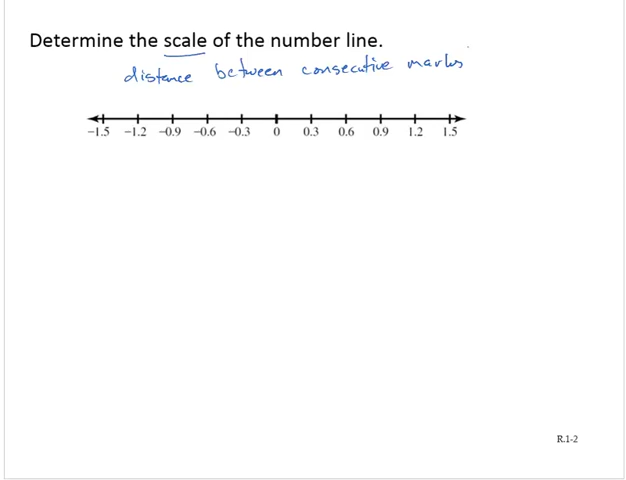 Determine the scale of the number line.
distance between consecutive marks
−1.5 −1.2 −0.9 −0.6 −0.3 0 0.3 0.6 0.9 1.2 1.5
R.1-2